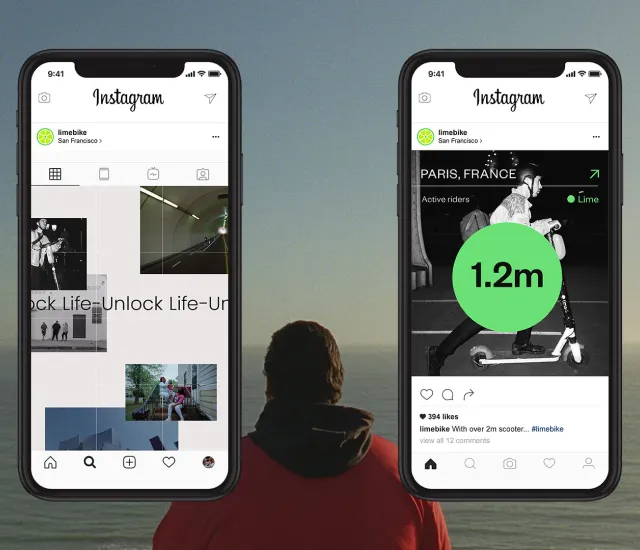 9:41
Instagram
limebike
San Francisco >
ock Life-Unlock Life-Un
9:41
Instagram
limebike
San Francisco >
PARIS, FRANCE
Active riders
Lime
1.2m
394 likes
limebike With over 2m scooter... #limebike
view all 12 comments